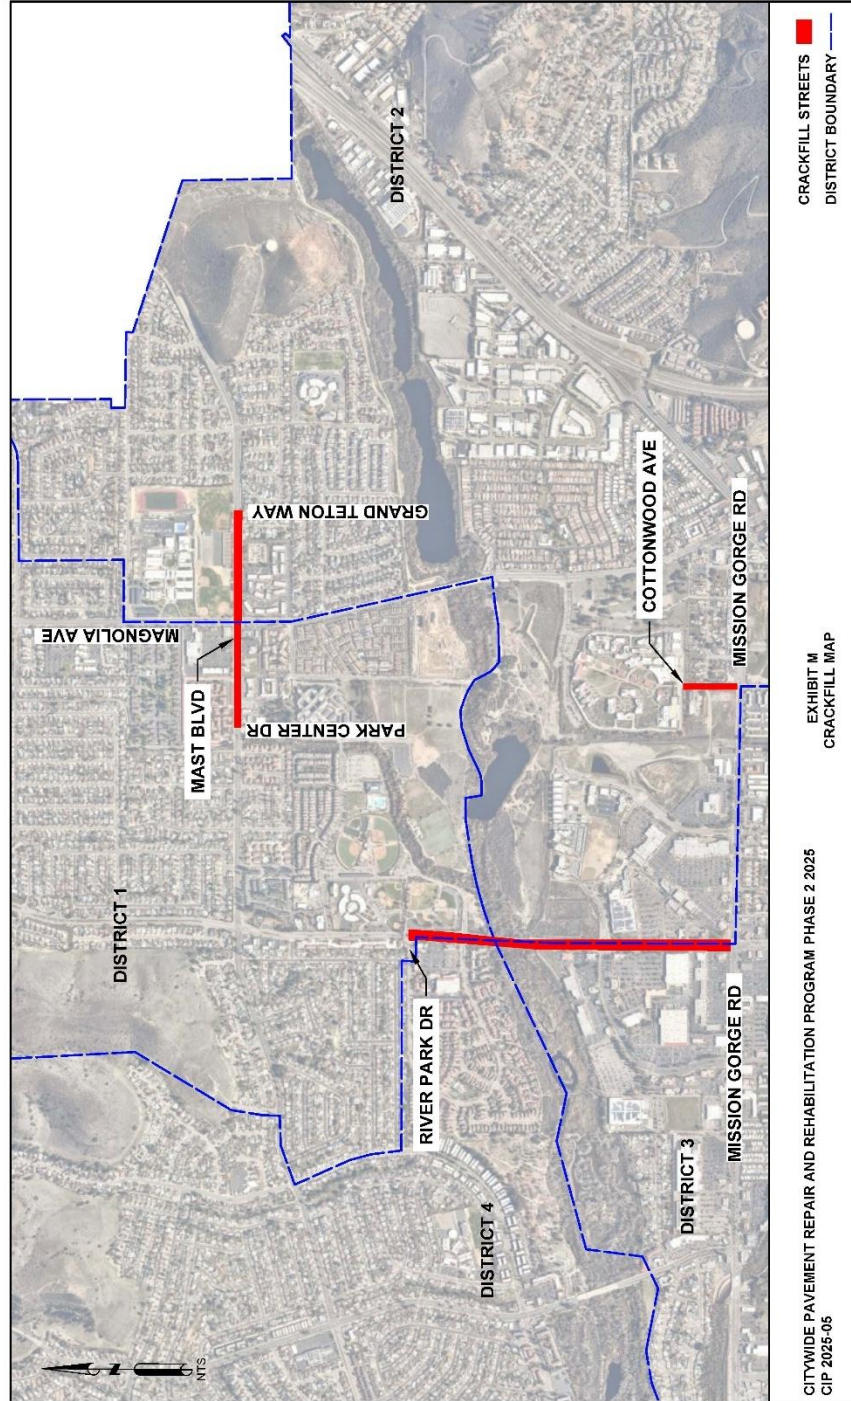 DISTRICT 2
MAGNOLIA AVE
MAST BLVD
GRAND TETON WAY
PARK CENTER DR
DISTRICT 1
RIVER PARK DR
COTTONWOOD AVE
MISSION GORGE RD
DISTRICT 4
DISTRICT 3
MISSION GORGE RD
NTS
CITYWIDE PAVEMENT REPAIR AND REHABILITATION PROGRAM PHASE 2 2025
CIP 2025-05
EXHIBIT M
CRACKFILL MAP
CRACKFILL STREETS
DISTRICT BOUNDARY